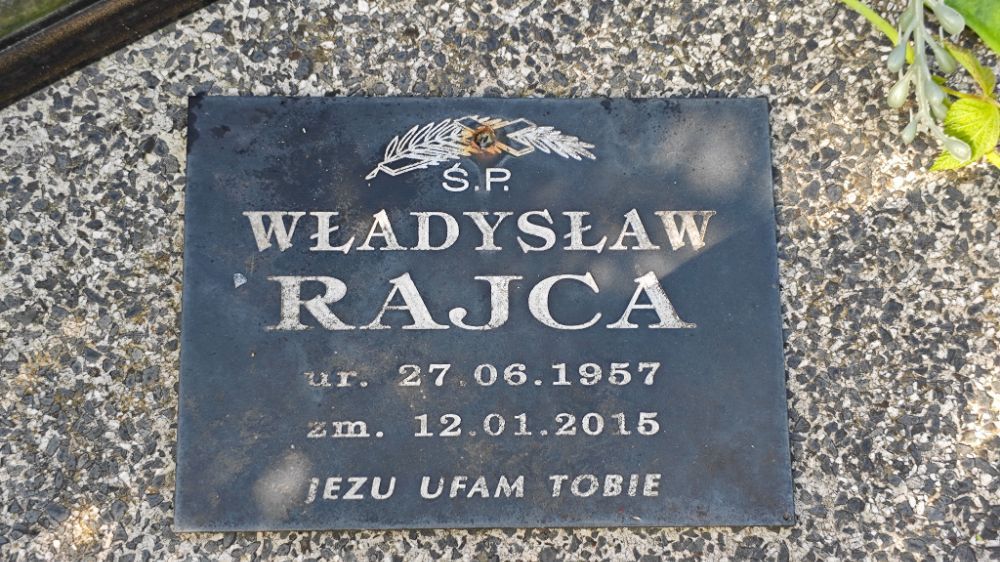 Ś.P.
WŁADYSŁAW
RAJCA
ur. 27.06.1957
zm. 12.01.2015
JEZU UFAM TOBIE